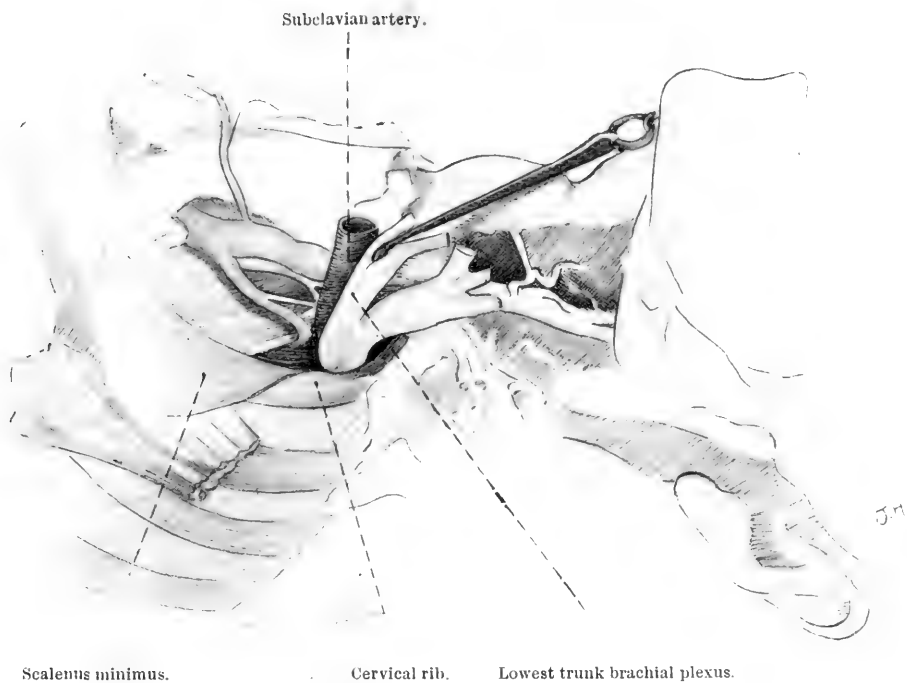 Subclavian artery.
J.M
Scalenus minimus. Cervical rib. Lowest trunk brachial plexus.